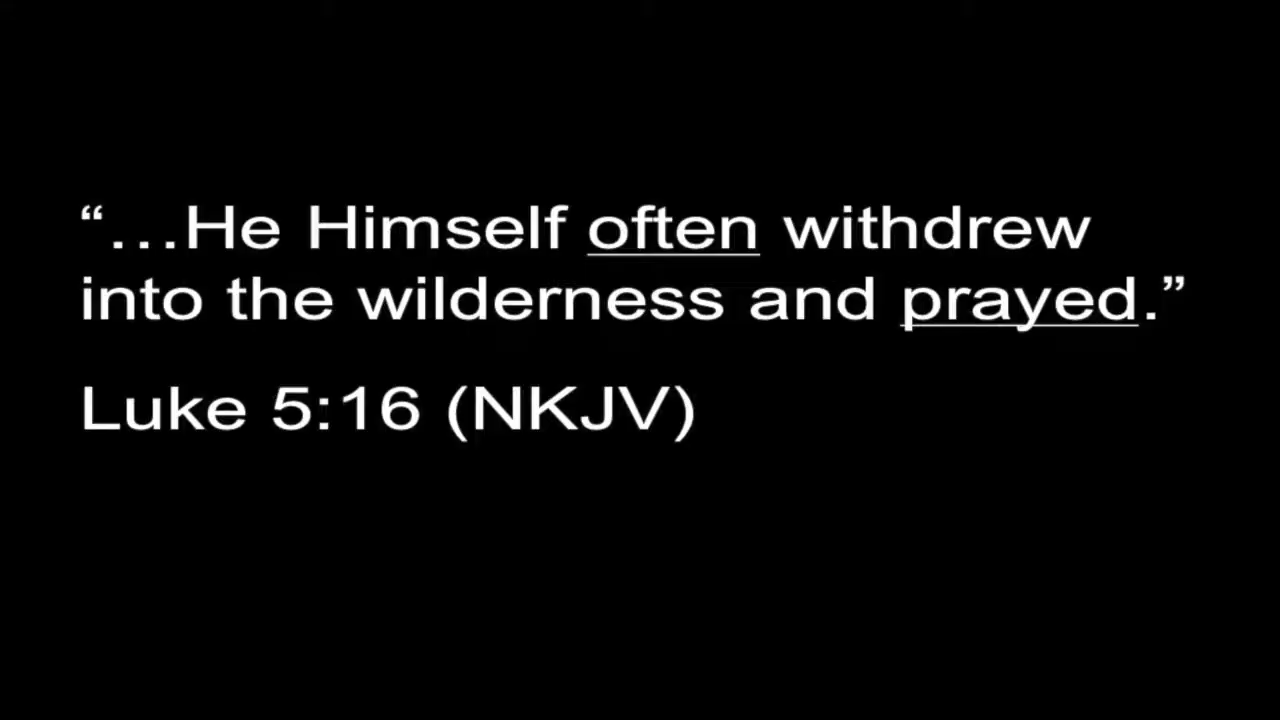 “…He Himself often withdrew
into the wilderness and prayed.”
Luke 5:16 (NKJV)